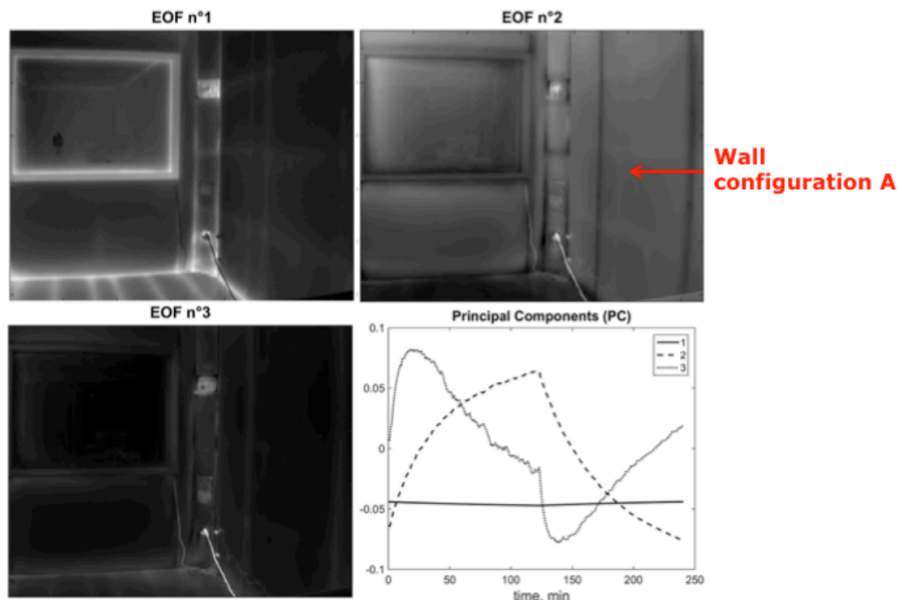 EOF n°1
EOF n°2
Wall
configuration A
EOF n°3
Principal Components (PC)
0.1
0.05
0
-0.05
-0.1
1
2
3
0
50
100
150
200
250
time, min